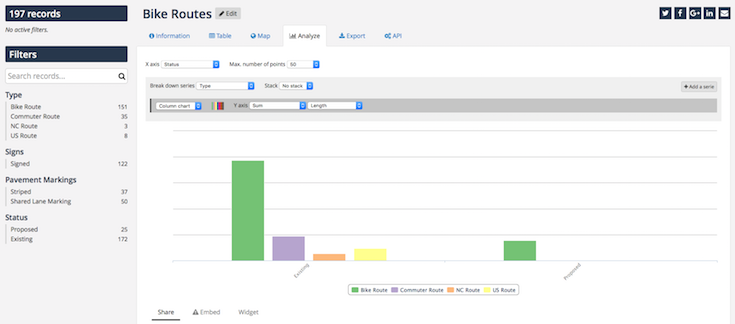 197 records
No active filters.
Filters
Search records...
Type
Bike Route 151
Commuter Route 35
NC Route 3
US Route 8
Signs
Signed 122
Pavement Markings
Striped 37
Shared Lane Marking 50
Status
Proposed 25
Existing 172
Bike Routes Edit
Information Table Map Analyze Export API
X axis Status Max. number of points 50
Break down series Type Stack No stack + Add a serie
Column chart Y axis Sum Length
Existing Proposed
Bike Route Commuter Route NC Route US Route
Share Embed Widget